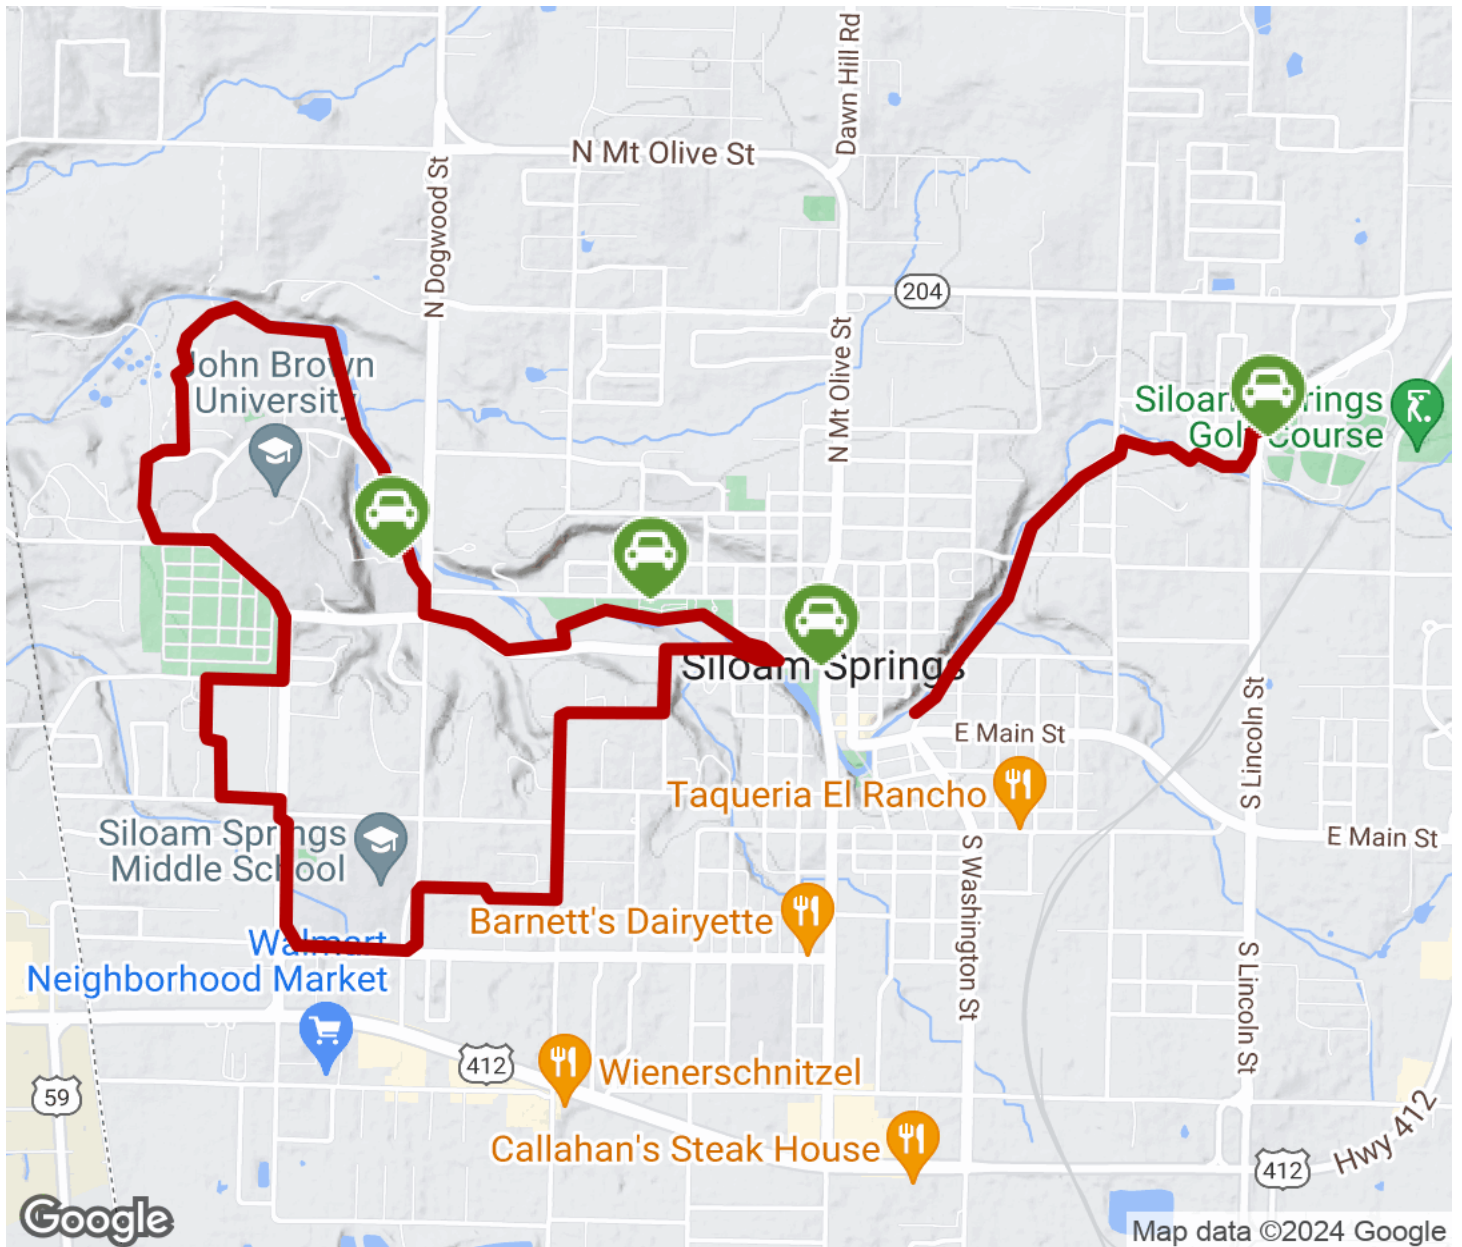 Dawn Hill Rd
N Mt Olive St
N Dogwood St
204
John Brown
University
N Mt Olive St
Siloam Springs
Golf Course
Siloam Springs
E Main St
S Lincoln St
Taqueria El Rancho
Siloam Springs
Middle School
E Main St
S Washington St
Barnett's Dairyette
Walmart
Neighborhood Market
S Lincoln St
412
Wienerschnitzel
59
Callahan's Steak House
412
Hwy 412
Google
Map data ©2024 Google